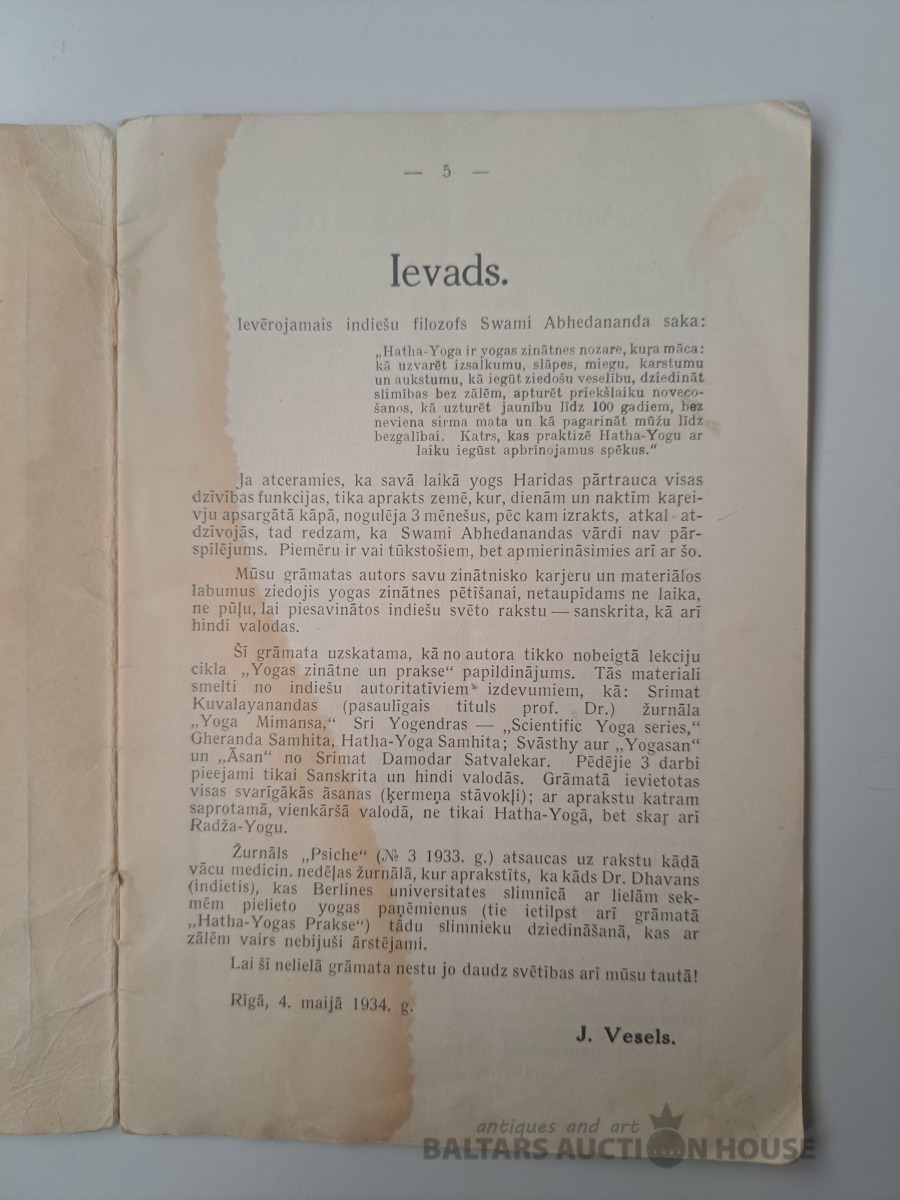 — 5 —
Ievads.
Ievērojamais indiešu filozofs Swami Abhedananda saka:
„Hatha-Yoga ir yogas zinātnes nozare, kuŗa māca:
kā uzvarēt izsalkumu, slāpes, miegu, karstumu
un aukstumu, kā iegūt ziedošu veselību, dziedināt
slimības bez zālēm, apturēt priekšlaiku noveco-
šanos, kā uzturēt jaunību līdz 100 gadiem, bez
neviena sirma mata un kā pagarināt mūžu līdz
bezgalībai. Katrs, kas praktizē Hatha-Yogu ar
laiku iegūst apbrīnojamus spēkus.“
Ja atceramies, ka savā laikā yogs Haridas pārtrauca visas
dzīvības funkcijas, tika aprakts zemē, kur, dienām un naktīm kaŗei-
vju apsargātā kāpā, nogulēja 3 mēnešus, pēc kam izrakts, atkal at-
dzīvojās, tad redzam, ka Swami Abhedanandas vārdi nav pār-
spīlējums. Piemēru ir vai tūkstošiem, bet apmierināsimies arī ar šo.
Mūsu grāmatas autors savu zinātnisko karjeru un materiālos
labumus ziedojis yogas zinātnes pētīšanai, netaupīdams ne laika,
ne pūļu, lai piesavinātos indiešu svēto rakstu — sanskrita, kā arī
hindi valodas.
Šī grāmata uzskatama, kā no autora tikko nobeigtā lekciju
cikla „Yogas zinātne un prakse“ papildinājums. Tās materiali
smelti no indiešu autoritatīviem izdevumiem, kā: Srimat
Kuvalayanandas (pasauligais tituls prof. Dr.) žurnāla
„Yoga Mimansa,“ Sri Yogendras — „Scientific Yoga series,“
Gheranda Samhita, Hatha-Yoga Samhita; Svāsthy aur „Yogasan“
un „Āsan“ no Srimat Damodar Satvalekar. Pēdējie 3 darbi
pieejami tikai Sanskrita un hindi valodās. Grāmatā ievietotas
visas svarīgākās āsanas (ķermeņa stāvokļi); ar aprakstu katram
saprotamā, vienkāršā valodā, ne tikai Hatha-Yogā, bet skaŗ arī
Radža-Yogu.
Žurnāls „Psiche“ (№ 3 1933. g.) atsaucas uz rakstu kādā
vācu medicin. nedēļas žurnālā, kur aprakstīts, ka kāds Dr. Dhavans
(indietis), kas Berlines universitates slimnīcā ar lielām sek-
mēm pielieto yogas paņēmienus (tie ietilpst arī grāmatā
„Hatha-Yogas Prakse“) tādu slimnieku dziedināšanā, kas ar
zālēm vairs nebijuši ārstējami.
Lai šī nelielā grāmata nestu jo daudz svētības arī mūsu tautā!
Rīgā, 4. maijā 1934. g.
J. Vesels.
antiques and art
BALTARS AUCTION HOUSE